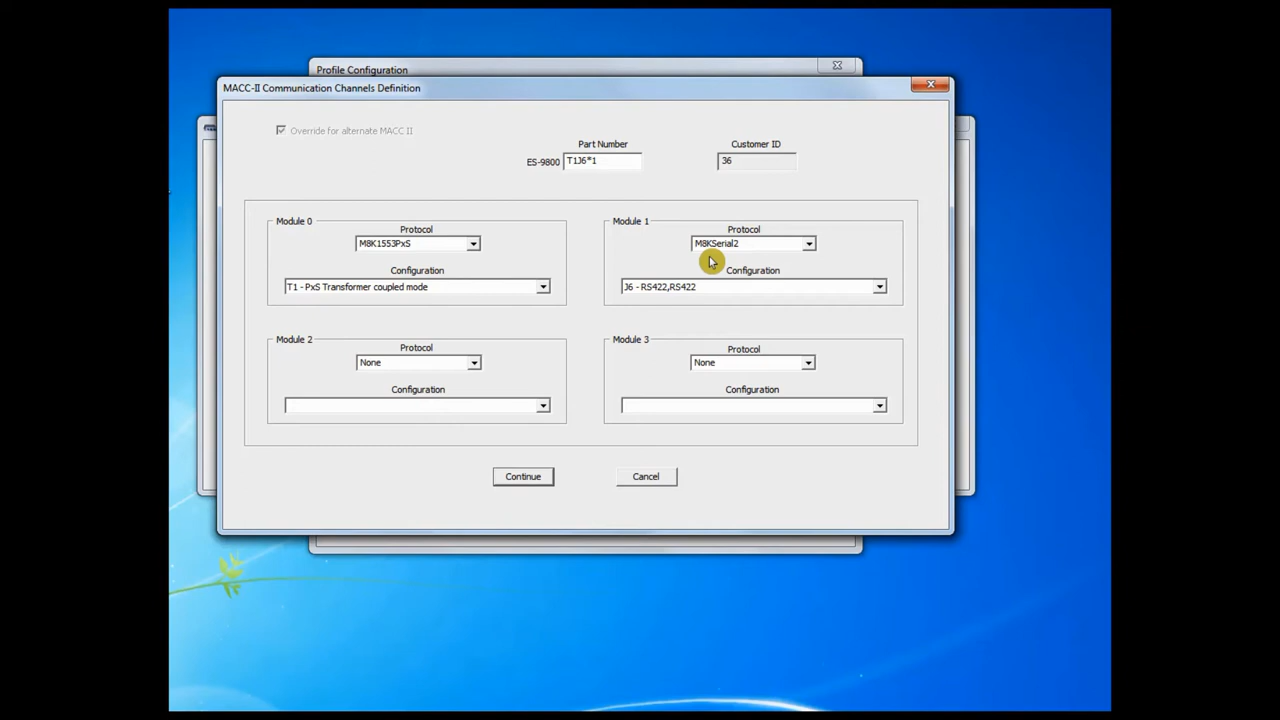 Profile Configuration
MACC-II Communication Channels Definition
Override for alternate MACC II
Part Number
Customer ID
ES-9800 T1J6*1
36
Module 0
Protocol
M8K1553PxS
Configuration
T1 - PxS Transformer coupled mode
Module 1
Protocol
M8KSerial2
Configuration
J6 - RS422,RS422
Module 2
Protocol
None
Configuration
Module 3
Protocol
None
Configuration
Continue
Cancel